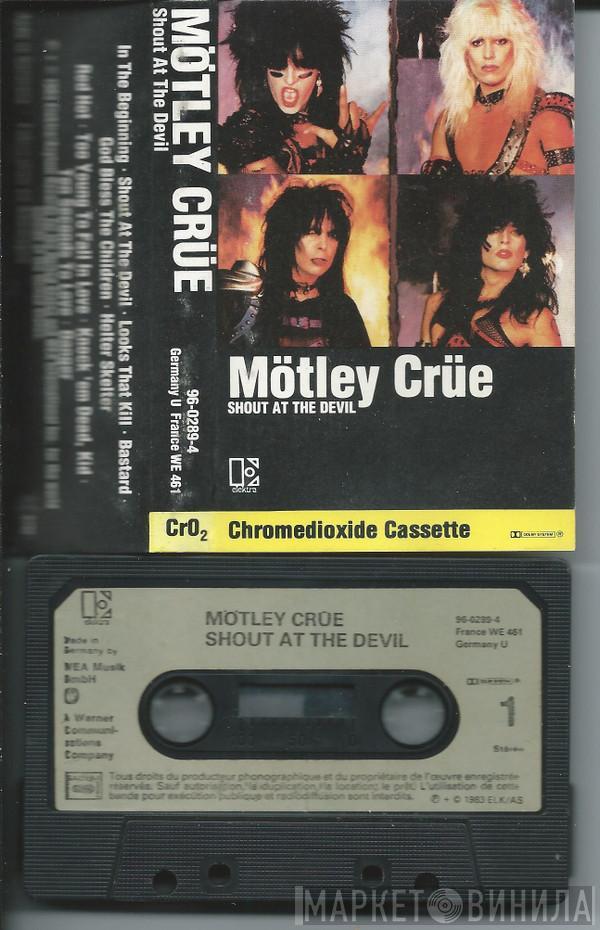 MÖTLEY CRÜE
Shout At The Devil
96-0289-4
Germany U France WE 461
In The Beginning · Shout At The Devil · Looks That Kill · Bastard
God Bless The Children · Helter Skelter
Red Hot · Too Young To Fall In Love · Knock 'em Dead, Kid ·
Mötley Crüe
SHOUT AT THE DEVIL
elektra
CrO2 Chromedioxide Cassette
DOLBY SYSTEM
elektra
MÖTLEY CRÜE
SHOUT AT THE DEVIL
96-0289-4
France WE 461
Germany U
Made in
Germany by
WEA Musik
GmbH
A Warner
Communi-
cations
Company
DOLBY SYSTEM
1
Stereo
Tous droits du producteur phonographique et du propriétaire de l'œuvre enregistrée
réservés. Sauf autorisation, la duplication, la location, le prêt, l'utilisation de cette
bande pour exécution publique et radiodiffusion sont interdits. ℗ + © 1983 ELK/AS
МАРКЕТ ВИНИЛА